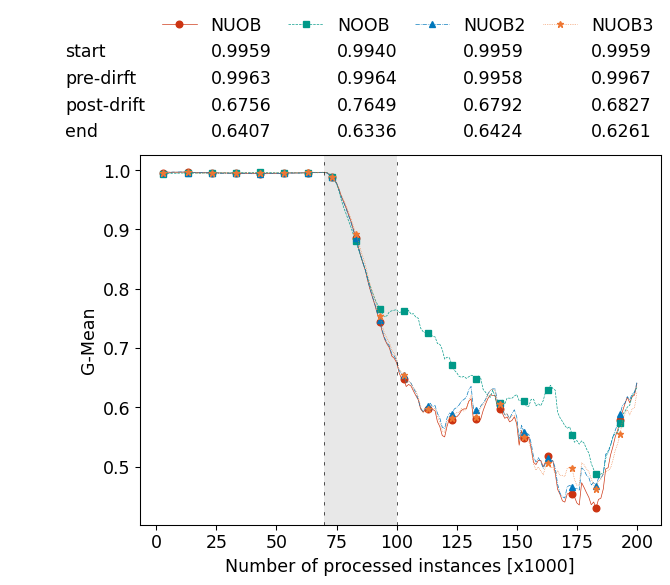 NUOB NOOB NUOB2 NUOB3
start 0.9959 0.9940 0.9959 0.9959
pre-dirft 0.9963 0.9964 0.9958 0.9967
post-drift 0.6756 0.7649 0.6792 0.6827
end 0.6407 0.6336 0.6424 0.6261
1.0
0.9
0.8
0.7
0.6
0.5
G-Mean
0 25 50 75 100 125 150 175 200
Number of processed instances [x1000]